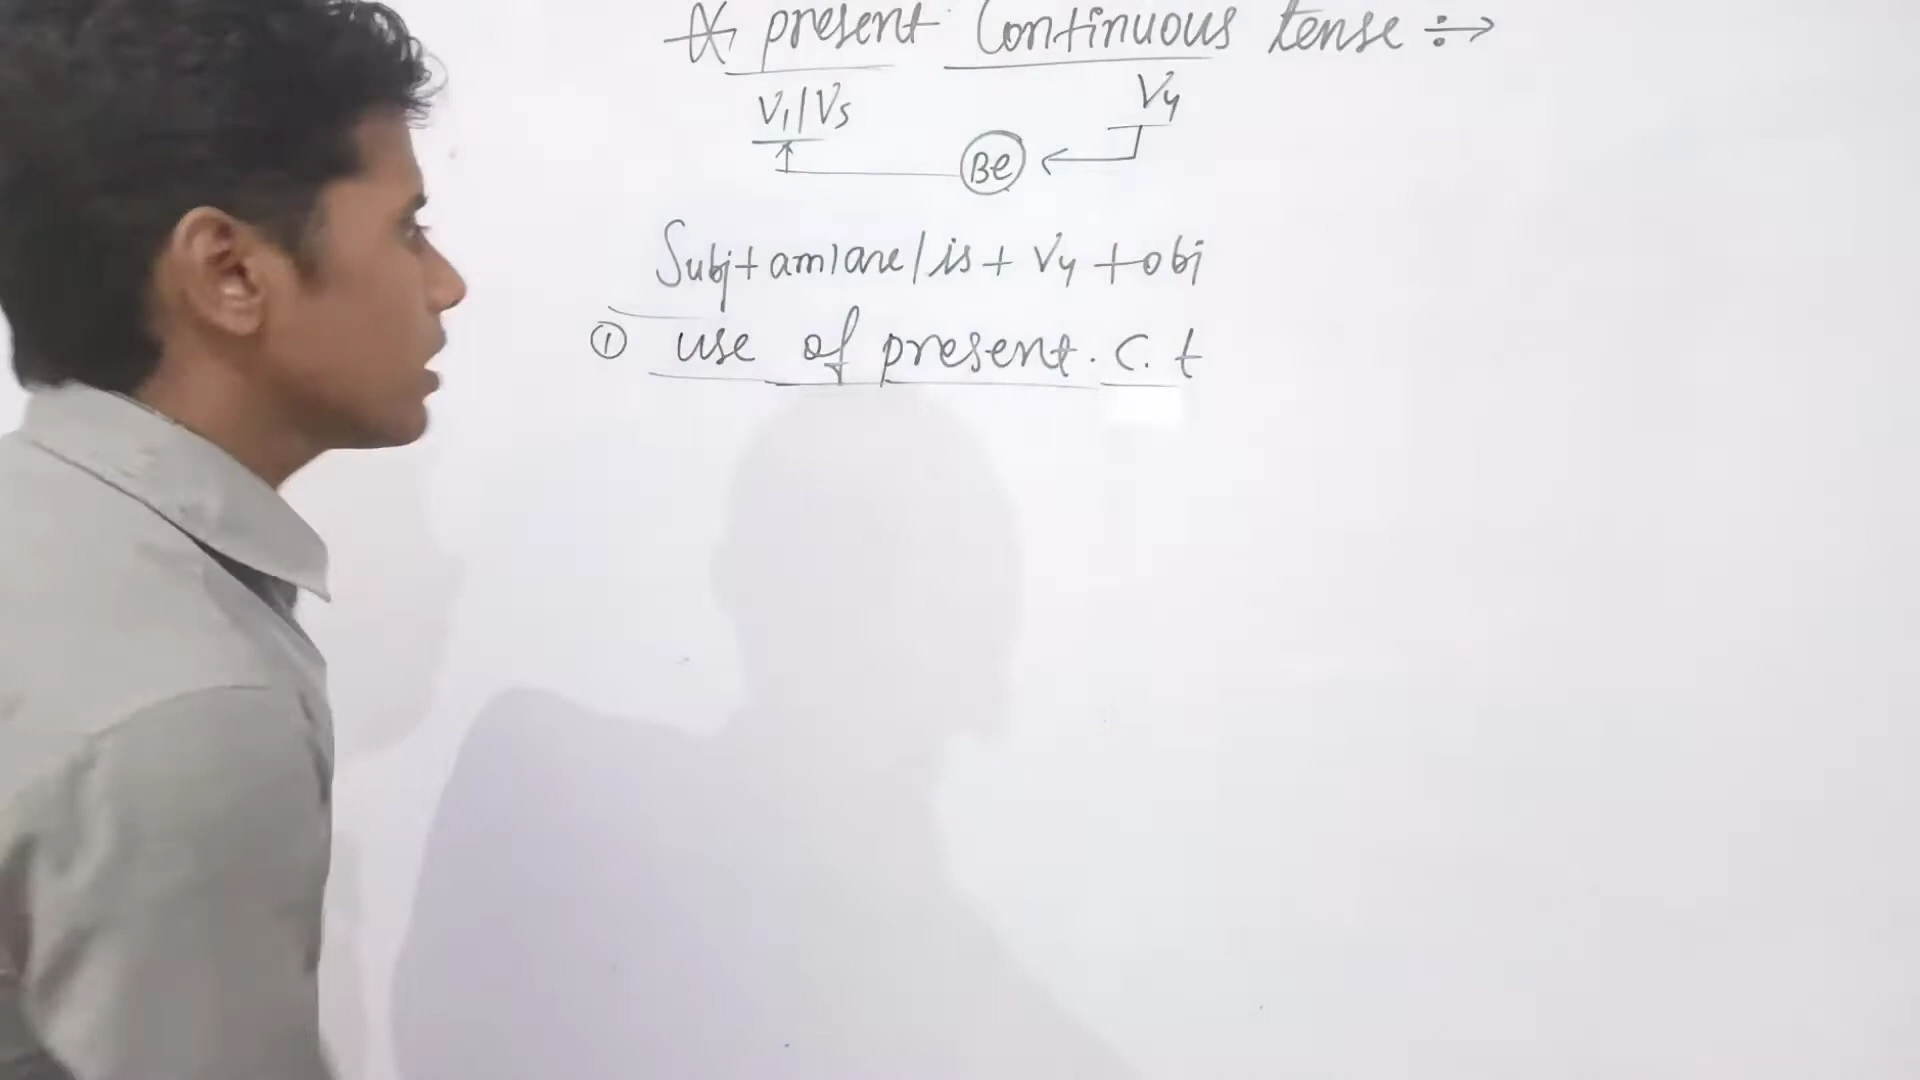 * present Continuous tense ÷→
V1/V5 V4
Be
Subj+am/are/is+V4+obj
① use of present. C. t